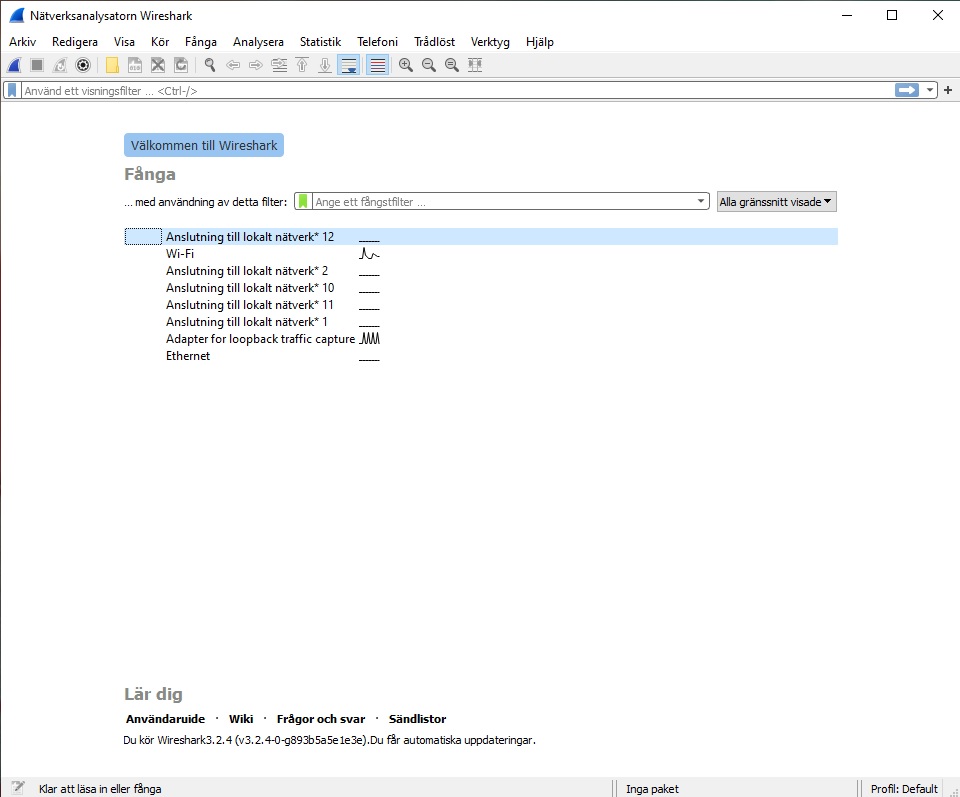 Nätverksanalysatorn Wireshark
Arkiv Redigera Visa Kör Fånga Analysera Statistik Telefoni Trådlöst Verktyg Hjälp
Använd ett visningsfilter ... <Ctrl-/>
Välkommen till Wireshark
Fånga
... med användning av detta filter: Ange ett fångstfilter ... Alla gränssnitt visade
Anslutning till lokalt nätverk* 12
Wi-Fi
Anslutning till lokalt nätverk* 2
Anslutning till lokalt nätverk* 10
Anslutning till lokalt nätverk* 11
Anslutning till lokalt nätverk* 1
Adapter for loopback traffic capture
Ethernet
Lär dig
Användaruide · Wiki · Frågor och svar · Sändlistor
Du kör Wireshark3.2.4 (v3.2.4-0-g893b5a5e1e3e).Du får automatiska uppdateringar.
Klar att läsa in eller fånga Inga paket Profil: Default